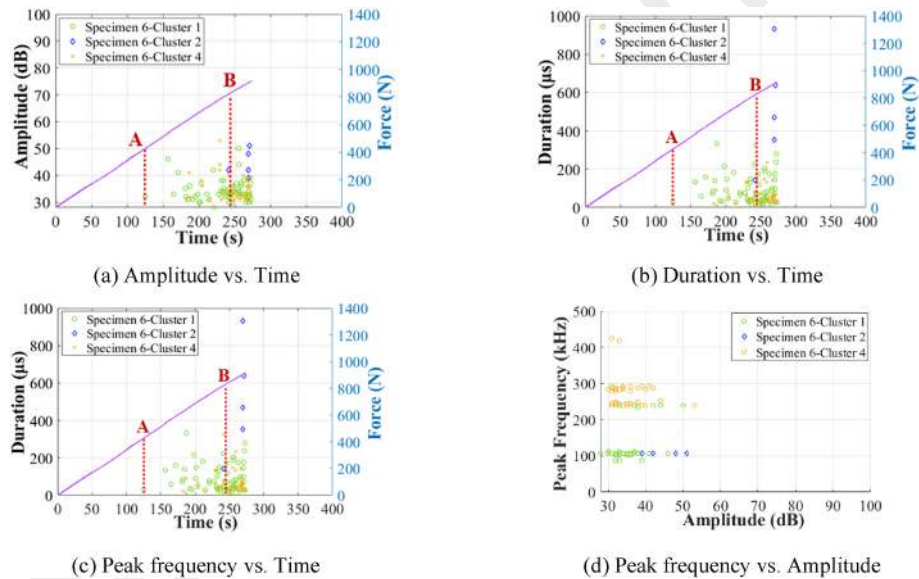 Specimen 6-Cluster 1
Specimen 6-Cluster 2
Specimen 6-Cluster 4
A
B
Amplitude (dB)
100
90
80
70
60
50
40
30
0 50 100 150 200 250 300 350 400
Time (s)
1400
1200
1000
800
600
400
200
0
Force (N)
(a) Amplitude vs. Time
Specimen 6-Cluster 1
Specimen 6-Cluster 2
Specimen 6-Cluster 4
A
B
Duration (μs)
1000
800
600
400
200
0
0 50 100 150 200 250 300 350 400
Time (s)
1400
1200
1000
800
600
400
200
0
Force (N)
(b) Duration vs. Time
Specimen 6-Cluster 1
Specimen 6-Cluster 2
Specimen 6-Cluster 4
A
B
Duration (μs)
1000
800
600
400
200
0
0 50 100 150 200 250 300 350 400
Time (s)
1400
1200
1000
800
600
400
200
0
Force (N)
(c) Peak frequency vs. Time
Specimen 6-Cluster 1
Specimen 6-Cluster 2
Specimen 6-Cluster 4
Peak Frequency (kHz)
500
400
300
200
100
0
30 40 50 60 70 80 90 100
Amplitude (dB)
(d) Peak frequency vs. Amplitude